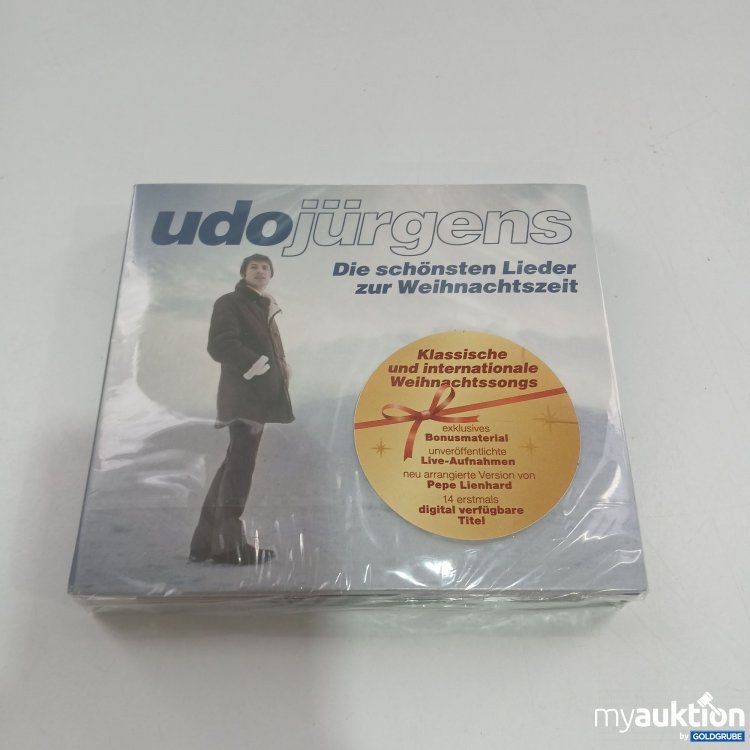 udojürgens
Die schönsten Lieder
zur Weihnachtszeit
Klassische
und internationale
Weihnachtssongs
exklusives
Bonusmaterial
unveröffentlichte
Live-Aufnahmen
neu arrangierte Version von
Pepe Lienhard
14 erstmals
digital verfügbare
Titel
myauktion
by GOLDGRUBE